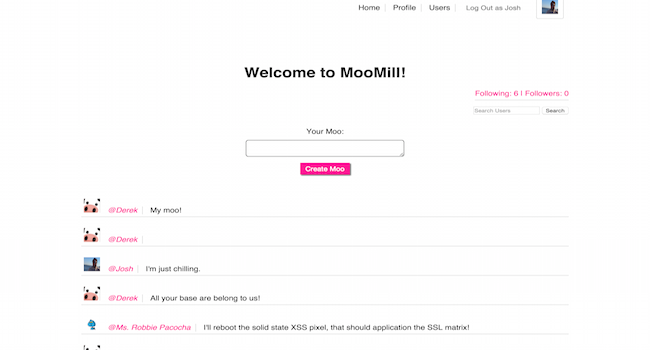 Home | Profile | Users | Log Out as Josh
Welcome to MooMill!
Following: 6 | Followers: 0
Search Users Search
Your Moo:
Create Moo
@Derek | My moo!
@Derek |
@Josh | I'm just chilling.
@Derek | All your base are belong to us!
@Ms. Robbie Pacocha | I'll reboot the solid state XSS pixel, that should application the SSL matrix!